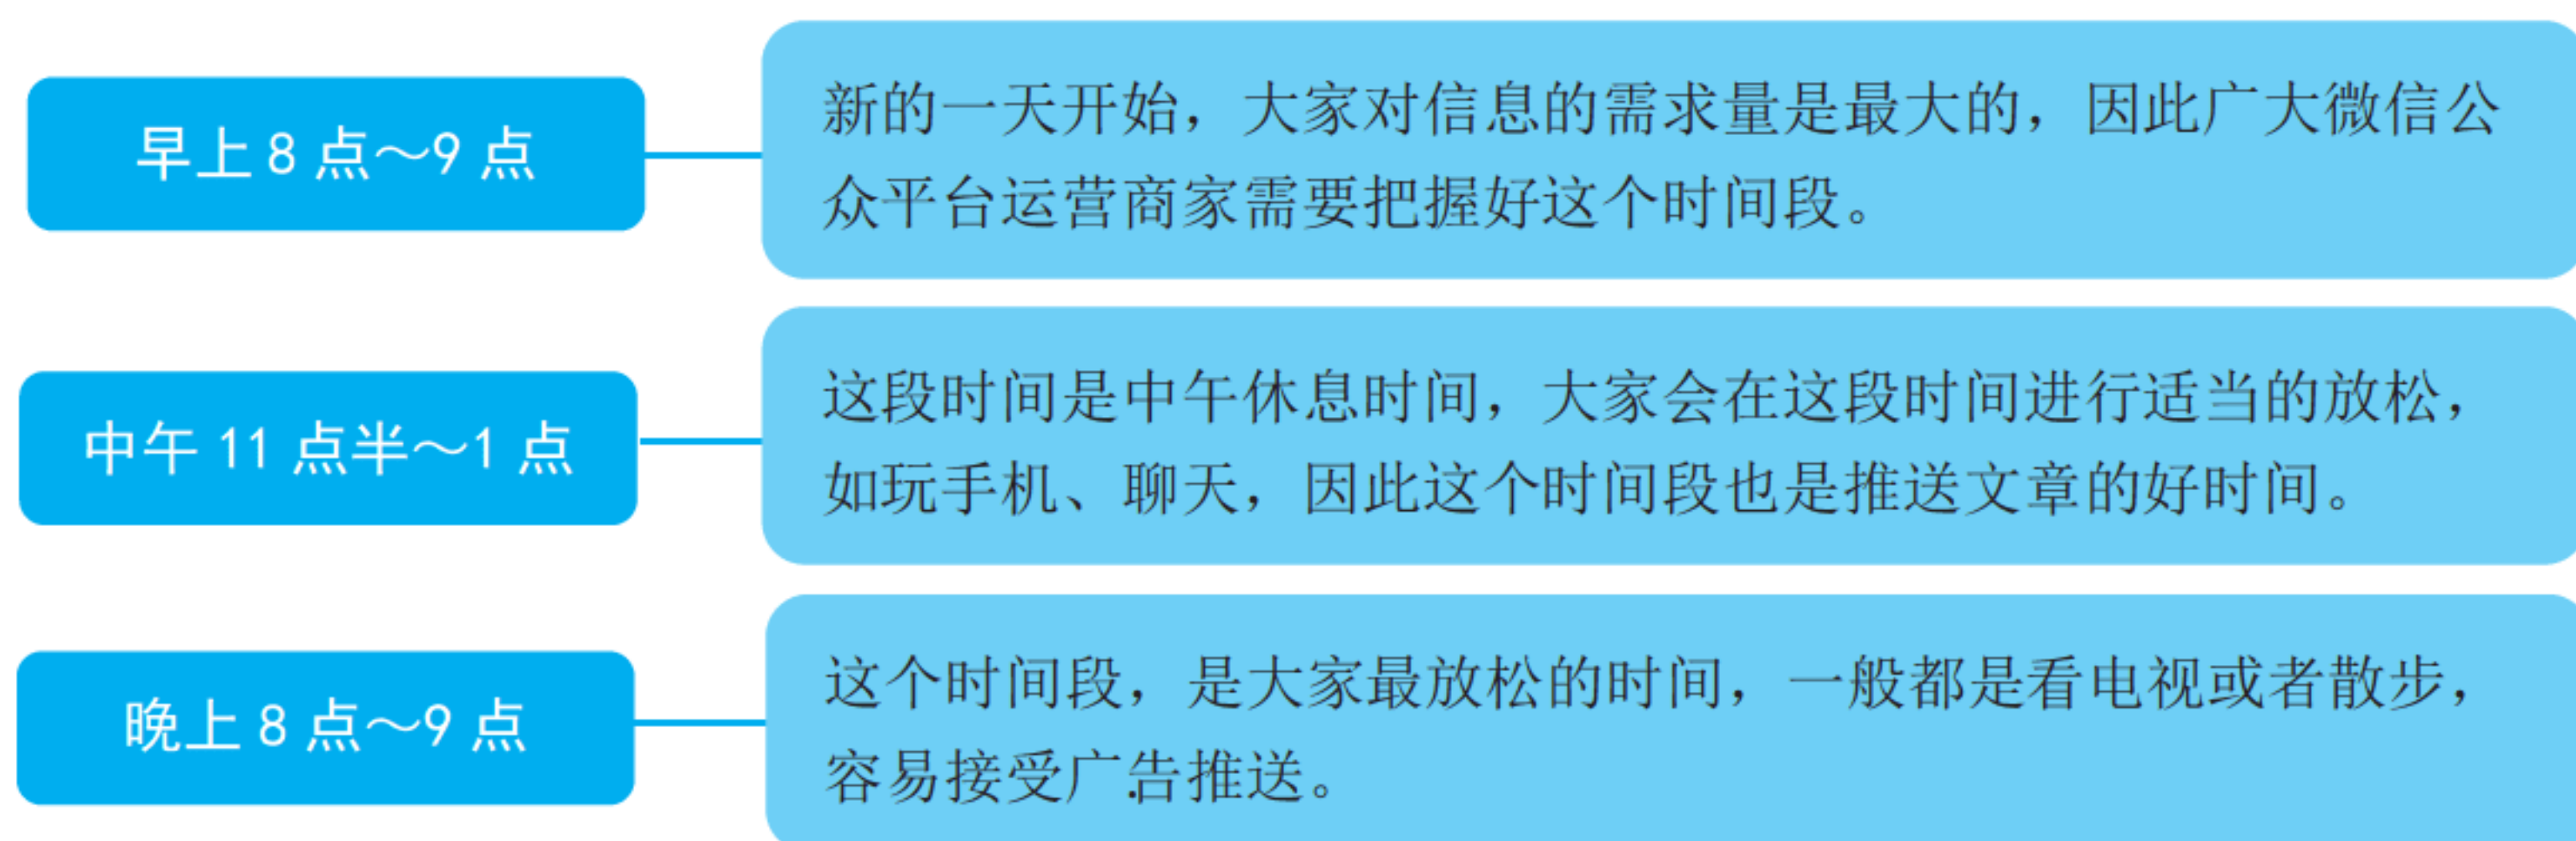 早上 8 点～9 点
新的一天开始，大家对信息的需求量是最大的，因此广大微信公
众平台运营商家需要把握好这个时间段。
中午 11 点半～1 点
这段时间是中午休息时间，大家会在这段时间进行适当的放松，
如玩手机、聊天，因此这个时间段也是推送文章的好时间。
晚上 8 点～9 点
这个时间段，是大家最放松的时间，一般都是看电视或者散步，
容易接受广告推送。